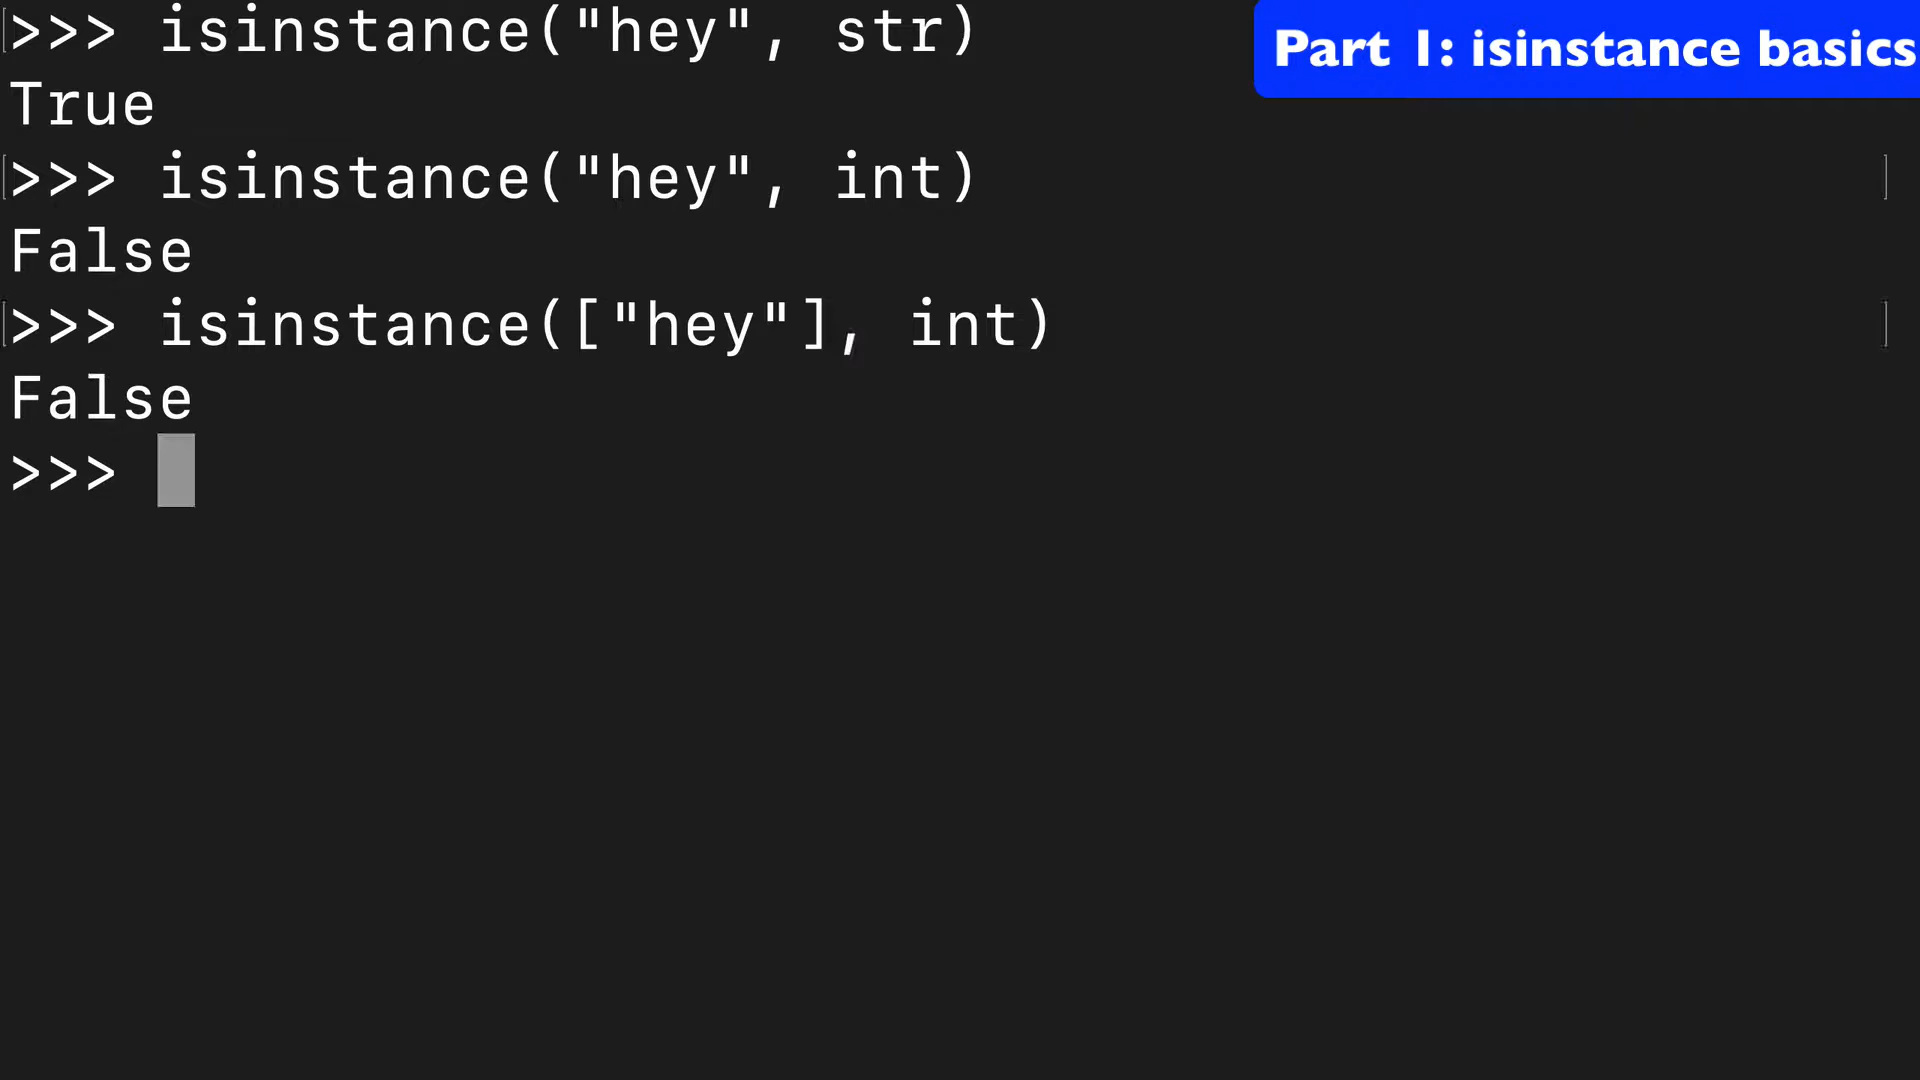 >>> isinstance("hey", str)
Part 1: isinstance basics
True
>>> isinstance("hey", int)
False
>>> isinstance(["hey"], int)
False
>>>